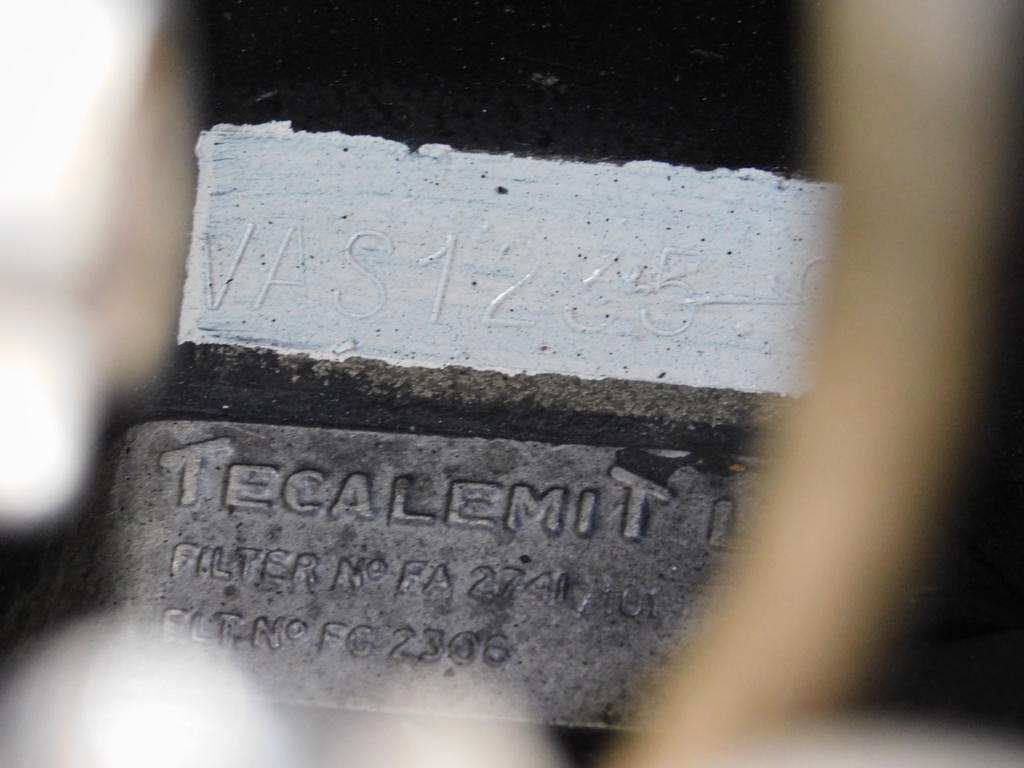 VAS1235
TECALEMIT
FILTER Nº FA 2741/101
ELT. Nº FG 2306